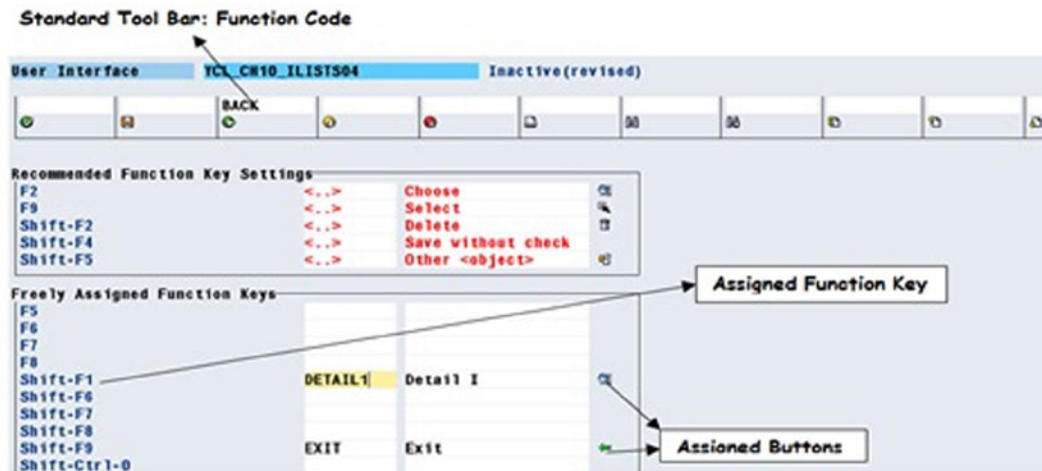 Standard Tool Bar: Function Code
User Interface YCL_CH10_ILISTS04 Inactive(revised)
BACK
Recommended Function Key Settings
F2 <..> Choose
F9 <..> Select
Shift-F2 <..> Delete
Shift-F4 <..> Save without check
Shift-F5 <..> Other <object>
Assigned Function Key
Freely Assigned Function Keys
F5
F6
F7
F8
Shift-F1 DETAIL1 Detail I
Shift-F6
Shift-F7
Shift-F8
Shift-F9 EXIT Exit
Assigned Buttons
Shift-Ctrl-0